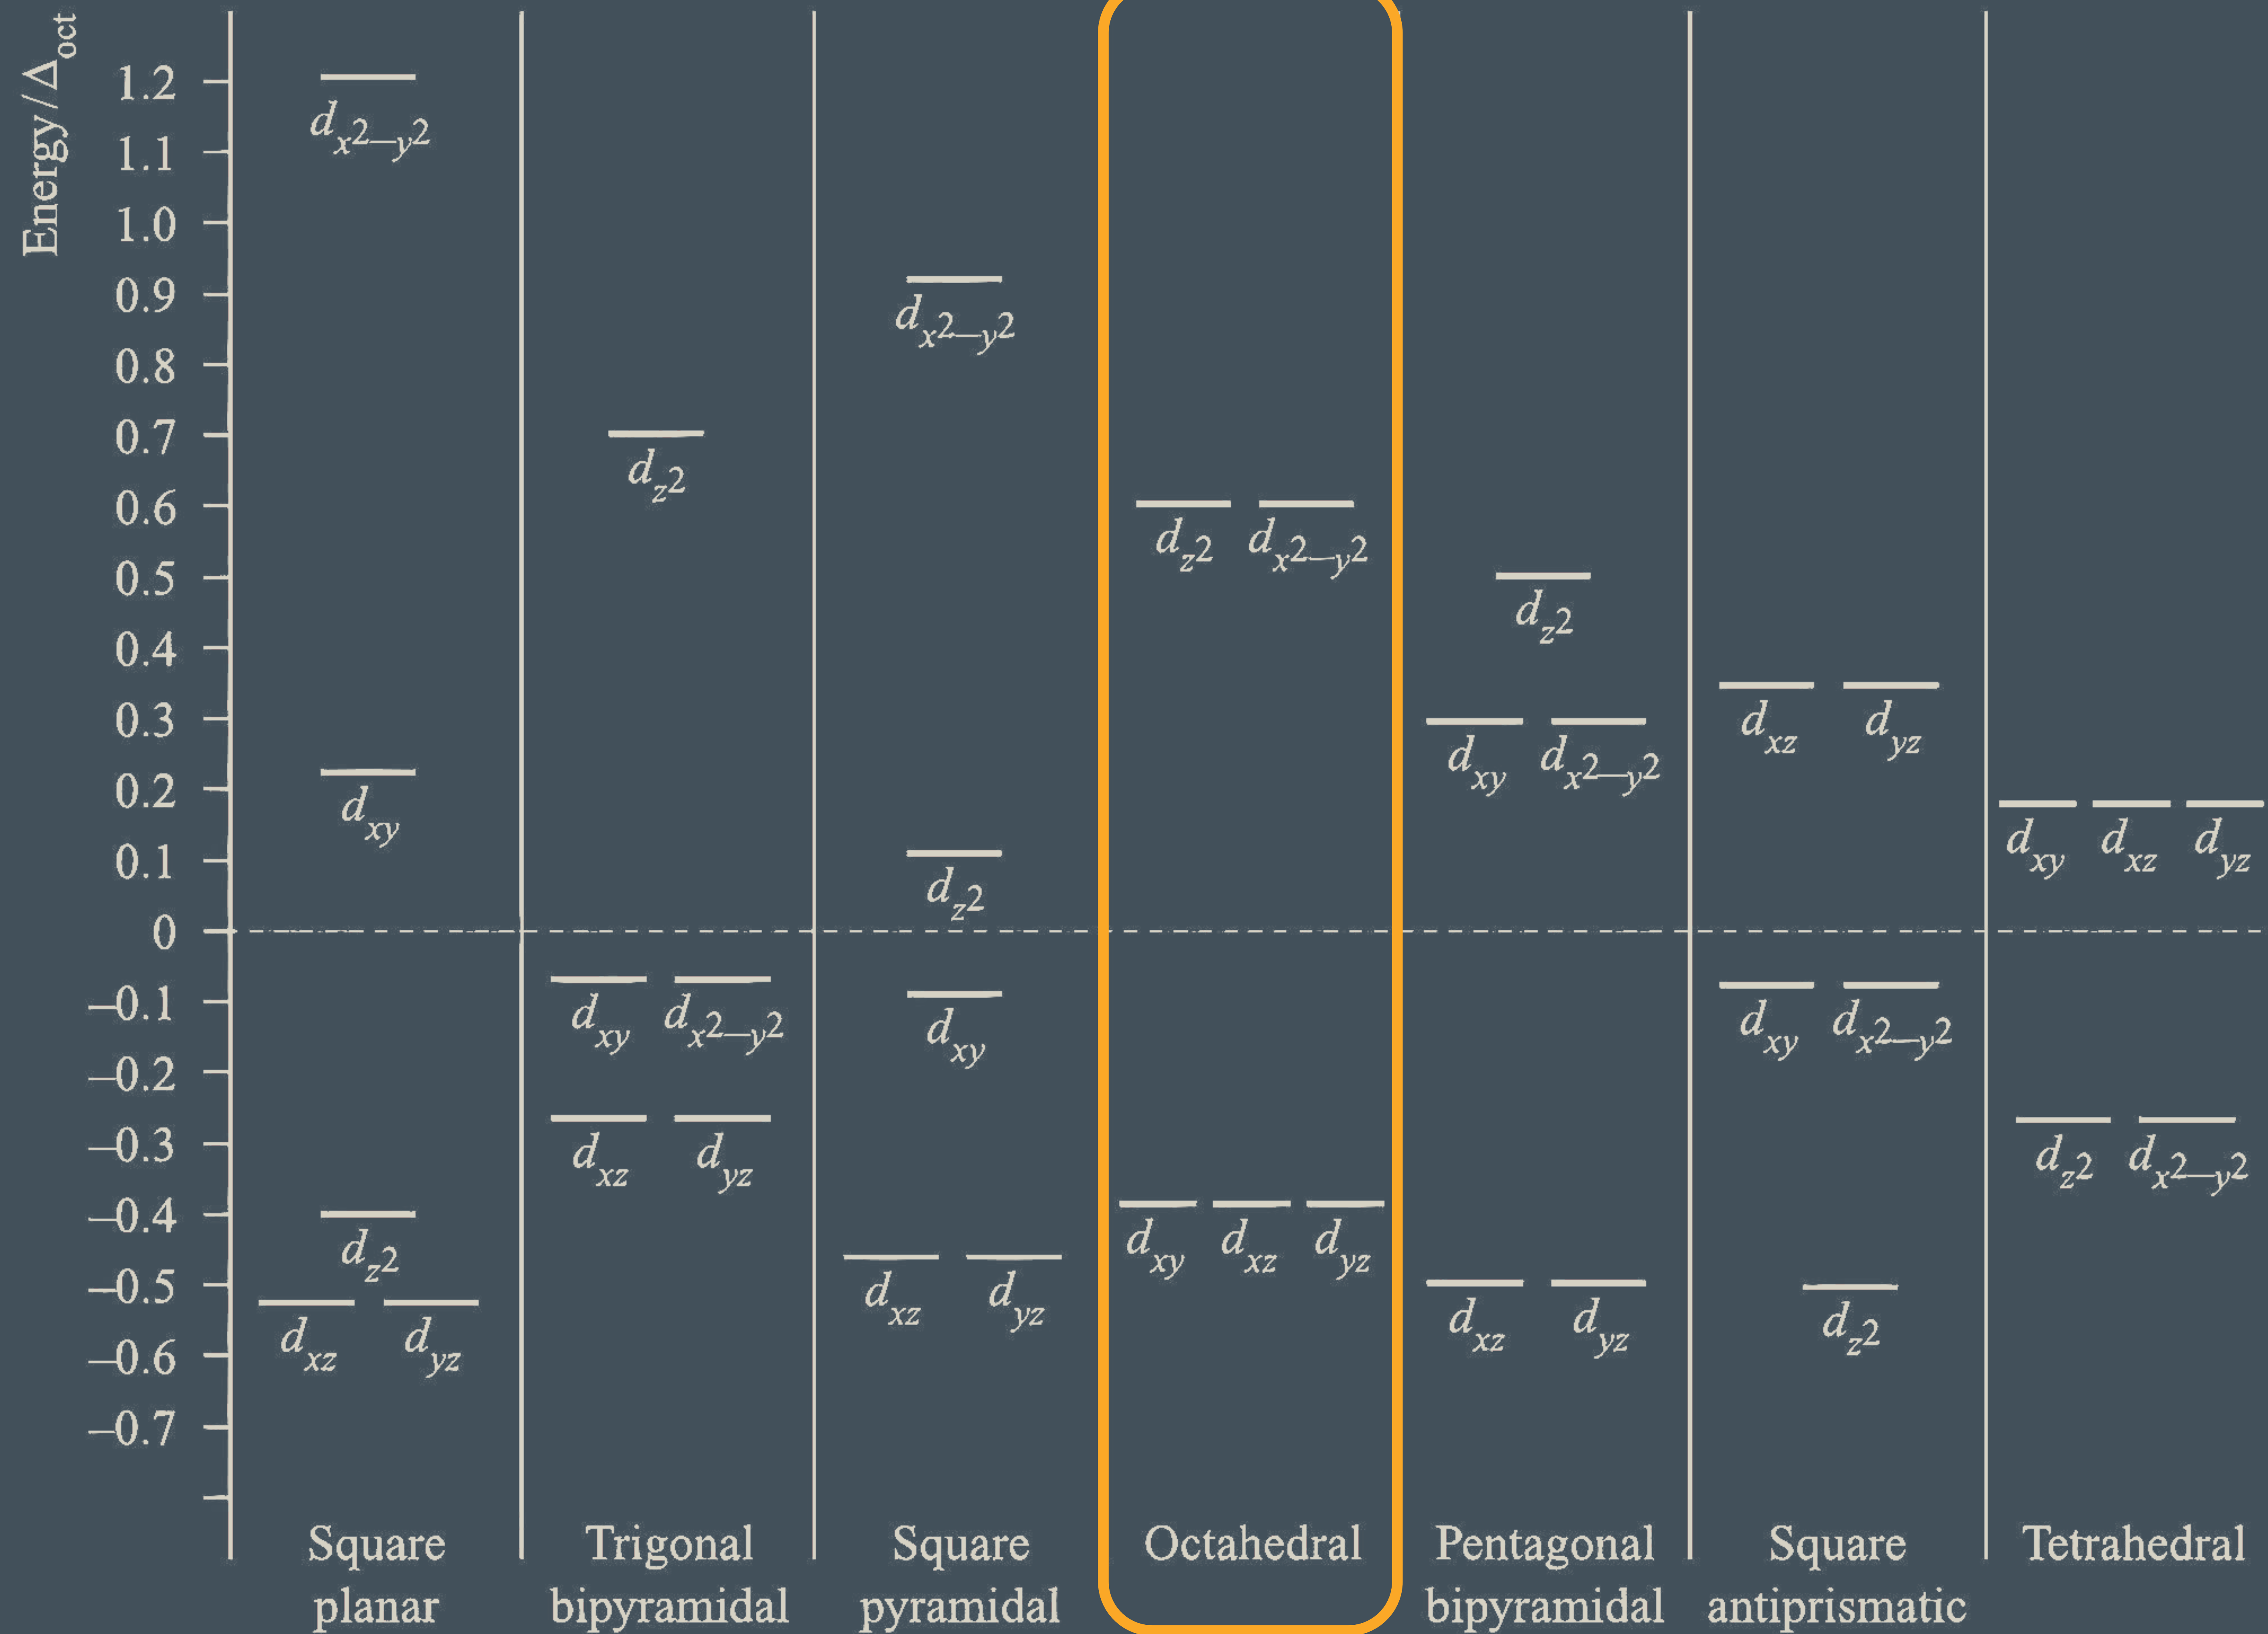 Energy/Δoct
1.2
1.1
1.0
0.9
0.8
0.7
0.6
0.5
0.4
0.3
0.2
0.1
0
–0.1
–0.2
–0.3
–0.4
–0.5
–0.6
–0.7
dx2–y2
dxy
dz2
dxz dyz
Square
planar
dz2
dxy dx2–y2
dxz dyz
Trigonal
bipyramidal
dx2–y2
dz2
dxy
dxz dyz
Square
pyramidal
dz2 dx2–y2
dxy dxz dyz
Octahedral
dz2
dxy dx2–y2
dxz dyz
Pentagonal
bipyramidal
dxz dyz
dxy dx2–y2
dz2
Square
antiprismatic
dxy dxz dyz
dz2 dx2–y2
Tetrahedral